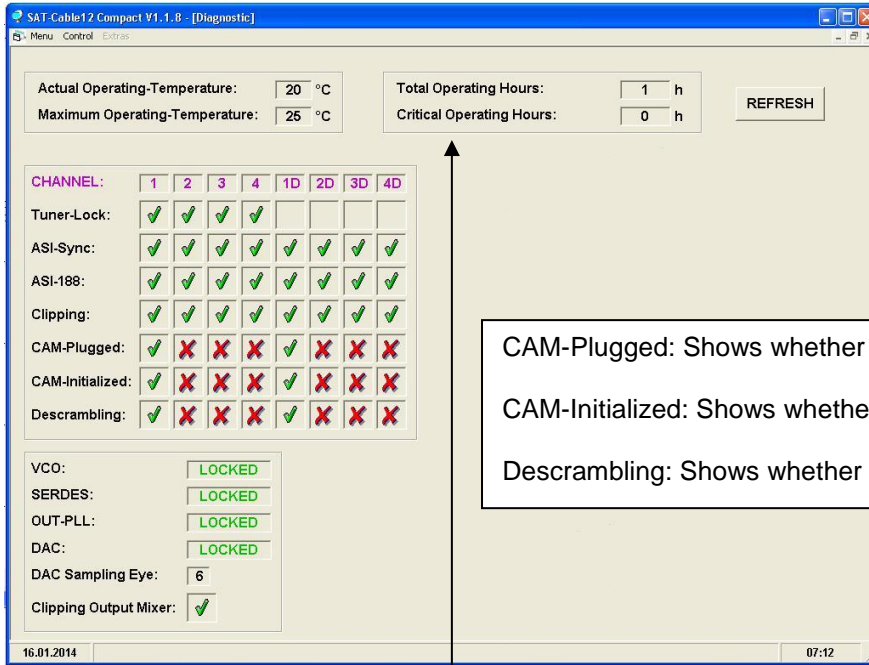 SAT-Cable12 Compact V1.1.8 - [Diagnostic]
Menu Control Extras
Actual Operating-Temperature: 20 °C
Maximum Operating-Temperature: 25 °C
Total Operating Hours: 1 h
Critical Operating Hours: 0 h
REFRESH
CHANNEL: 1 2 3 4 1D 2D 3D 4D
Tuner-Lock:
ASI-Sync:
ASI-188:
Clipping:
CAM-Plugged:
CAM-Initialized:
Descrambling:
CAM-Plugged: Shows whether
CAM-Initialized: Shows whethe
Descrambling: Shows whether
VCO: LOCKED
SERDES: LOCKED
OUT-PLL: LOCKED
DAC: LOCKED
DAC Sampling Eye: 6
Clipping Output Mixer:
16.01.2014 07:12